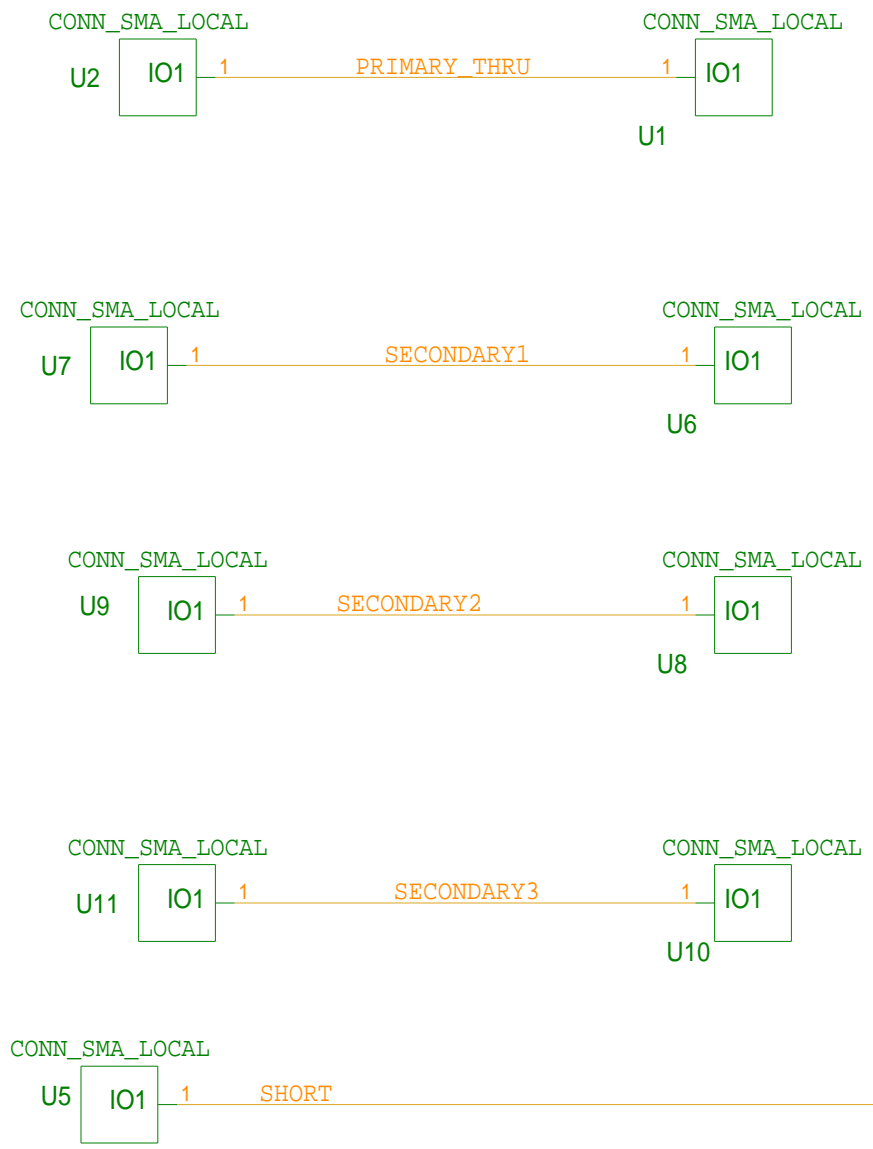 CONN_SMA_LOCAL CONN_SMA_LOCAL
U2 IO1 1 PRIMARY_THRU 1 IO1
U1
CONN_SMA_LOCAL CONN_SMA_LOCAL
U7 IO1 1 SECONDARY1 1 IO1
U6
CONN_SMA_LOCAL CONN_SMA_LOCAL
U9 IO1 1 SECONDARY2 1 IO1
U8
CONN_SMA_LOCAL CONN_SMA_LOCAL
U11 IO1 1 SECONDARY3 1 IO1
U10
CONN_SMA_LOCAL
U5 IO1 1 SHORT